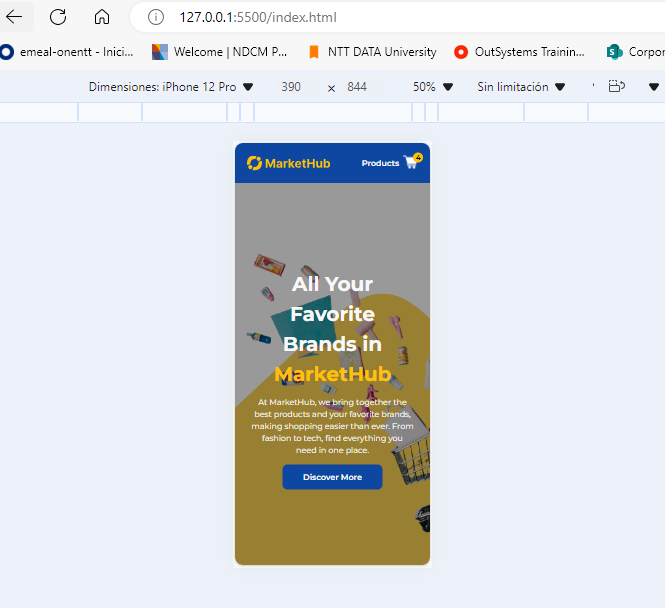 127.0.0.1:5500/index.html
emeal-onentt - Inici...
Welcome | NDCM P...
NTT DATA University
OutSystems Trainin...
Corpor
Dimensiones: iPhone 12 Pro
390
×
844
50%
Sin limitación
MarketHub
Products
4
All Your
Favorite
Brands in
MarketHub
At MarketHub, we bring together the
best products and your favorite brands,
making shopping easier than ever. From
fashion to tech, find everything you
need in one place.
Discover More